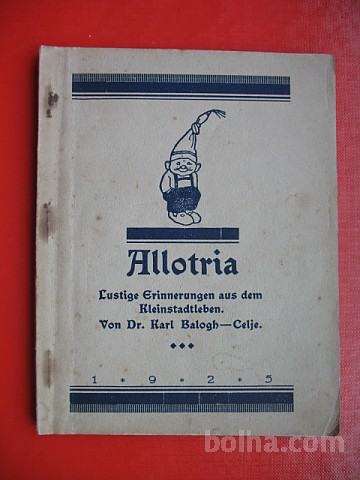 Allotria
Lustige Erinnerungen aus dem
Kleinstadtleben.
Von Dr. Karl Balogh—Celje.
1 • 9 • 2 • 5
bolha.com